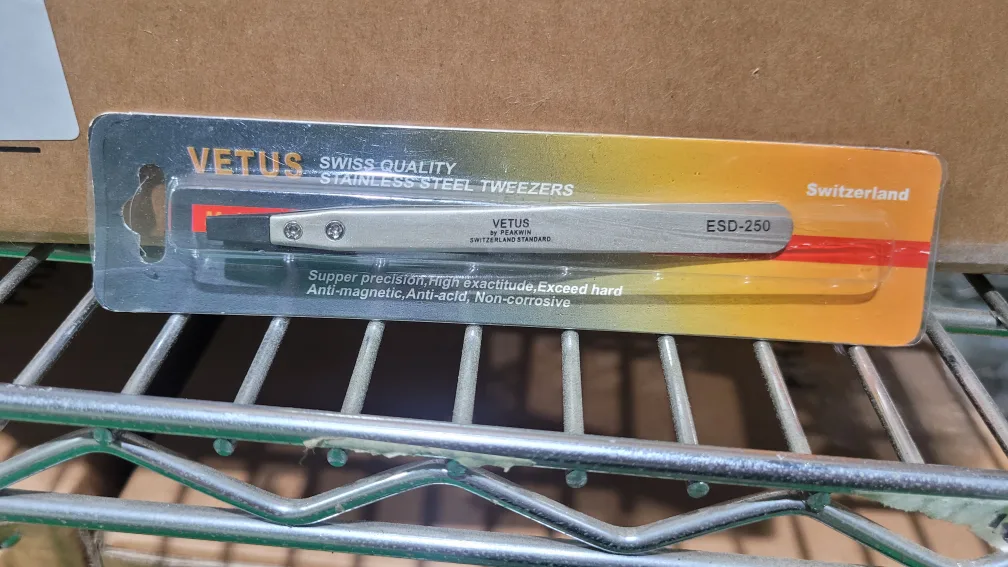 VETUS
SWISS QUALITY
STAINLESS STEEL TWEEZERS
Switzerland
VETUS
by PEAKWIN
SWITZERLAND STANDARD
ESD-250
Supper precision,High exactitude,Exceed hard
Anti-magnetic,Anti-acid, Non-corrosive